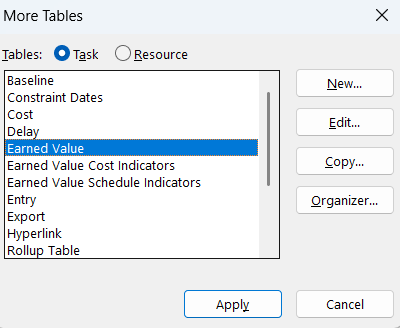 More Tables
Tables: Task Resource
Baseline
Constraint Dates
Cost
Delay
Earned Value
Earned Value Cost Indicators
Earned Value Schedule Indicators
Entry
Export
Hyperlink
Rollup Table
New...
Edit...
Copy...
Organizer...
Apply
Cancel